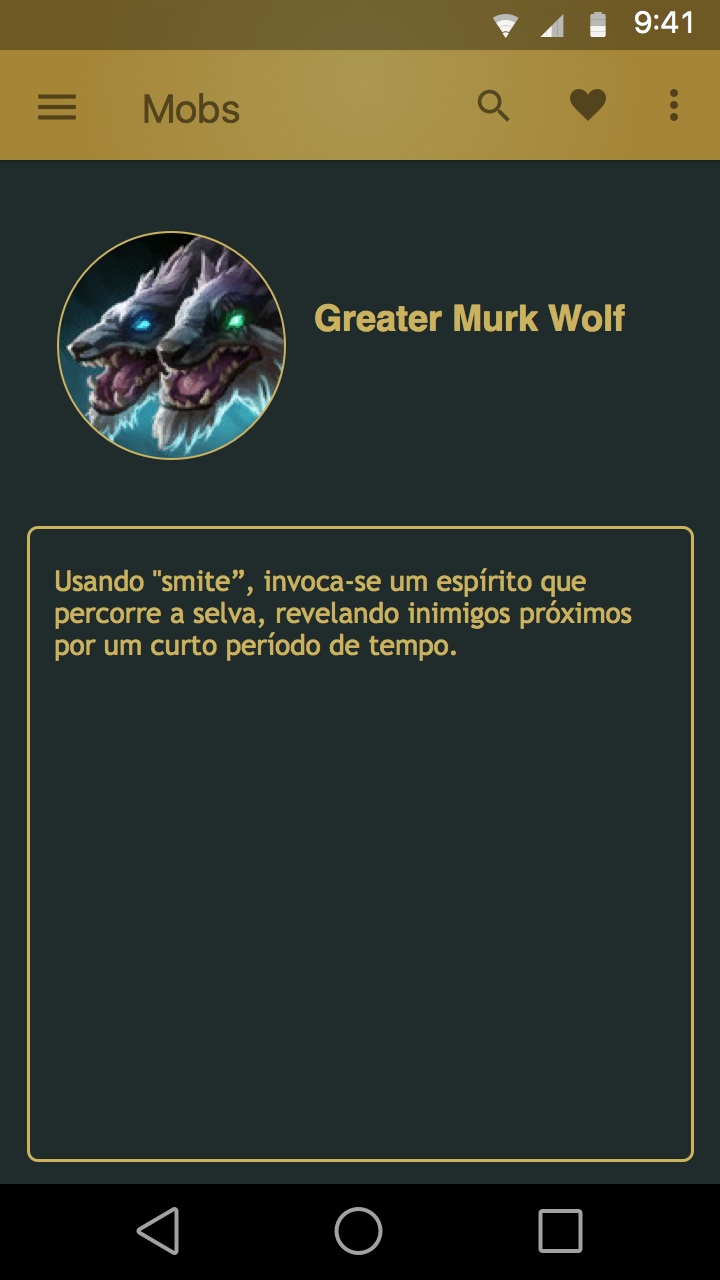 9:41
Mobs
Greater Murk Wolf
Usando "smite”, invoca-se um espírito que
percorre a selva, revelando inimigos próximos
por um curto período de tempo.